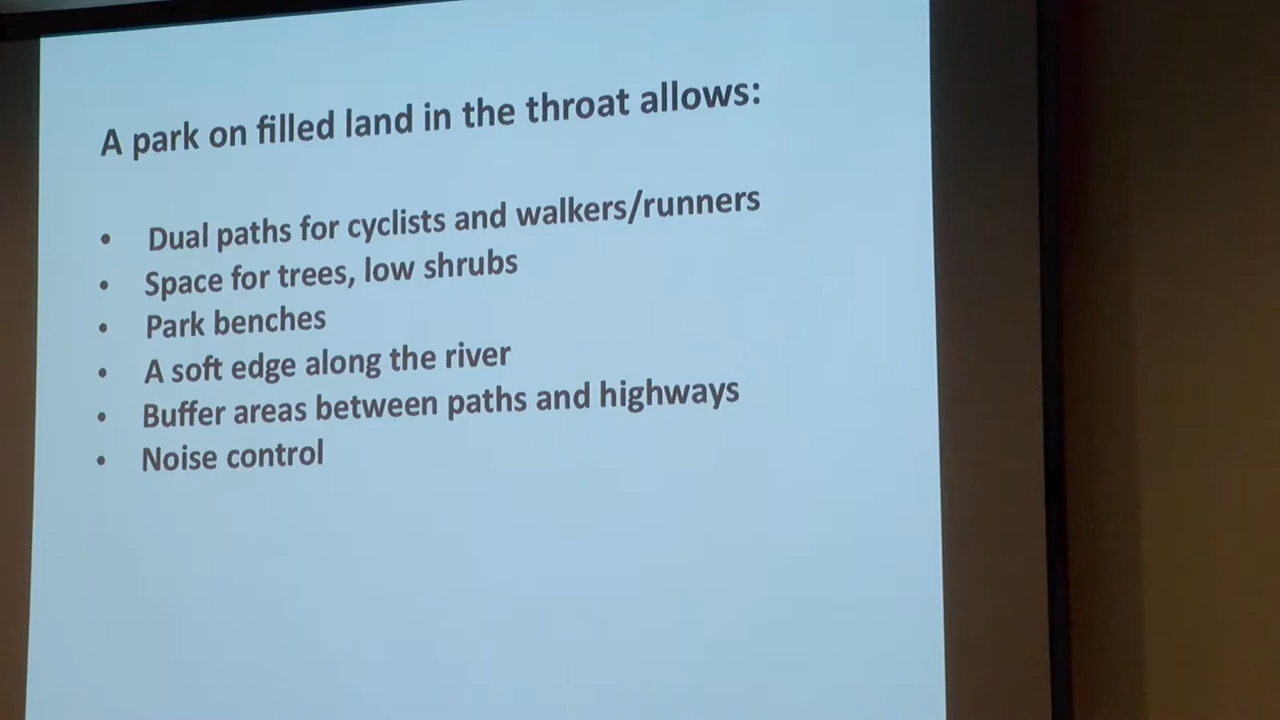 A park on filled land in the throat allows:
• Dual paths for cyclists and walkers/runners
• Space for trees, low shrubs
• Park benches
• A soft edge along the river
• Buffer areas between paths and highways
• Noise control